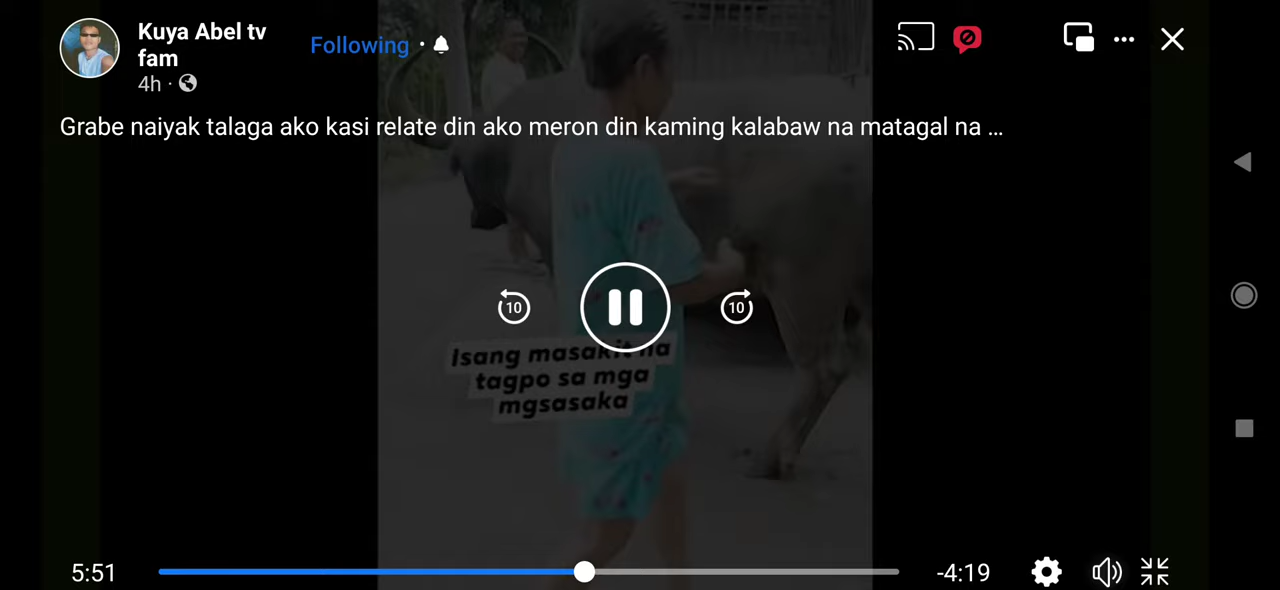 Kuya Abel tv
fam
Following ·
4h ·
Grabe naiyak talaga ako kasi relate din ako meron din kaming kalabaw na matagal na ...
10
10
Isang masakit na
tagpo sa mga
mgsasaka
5:51
-4:19